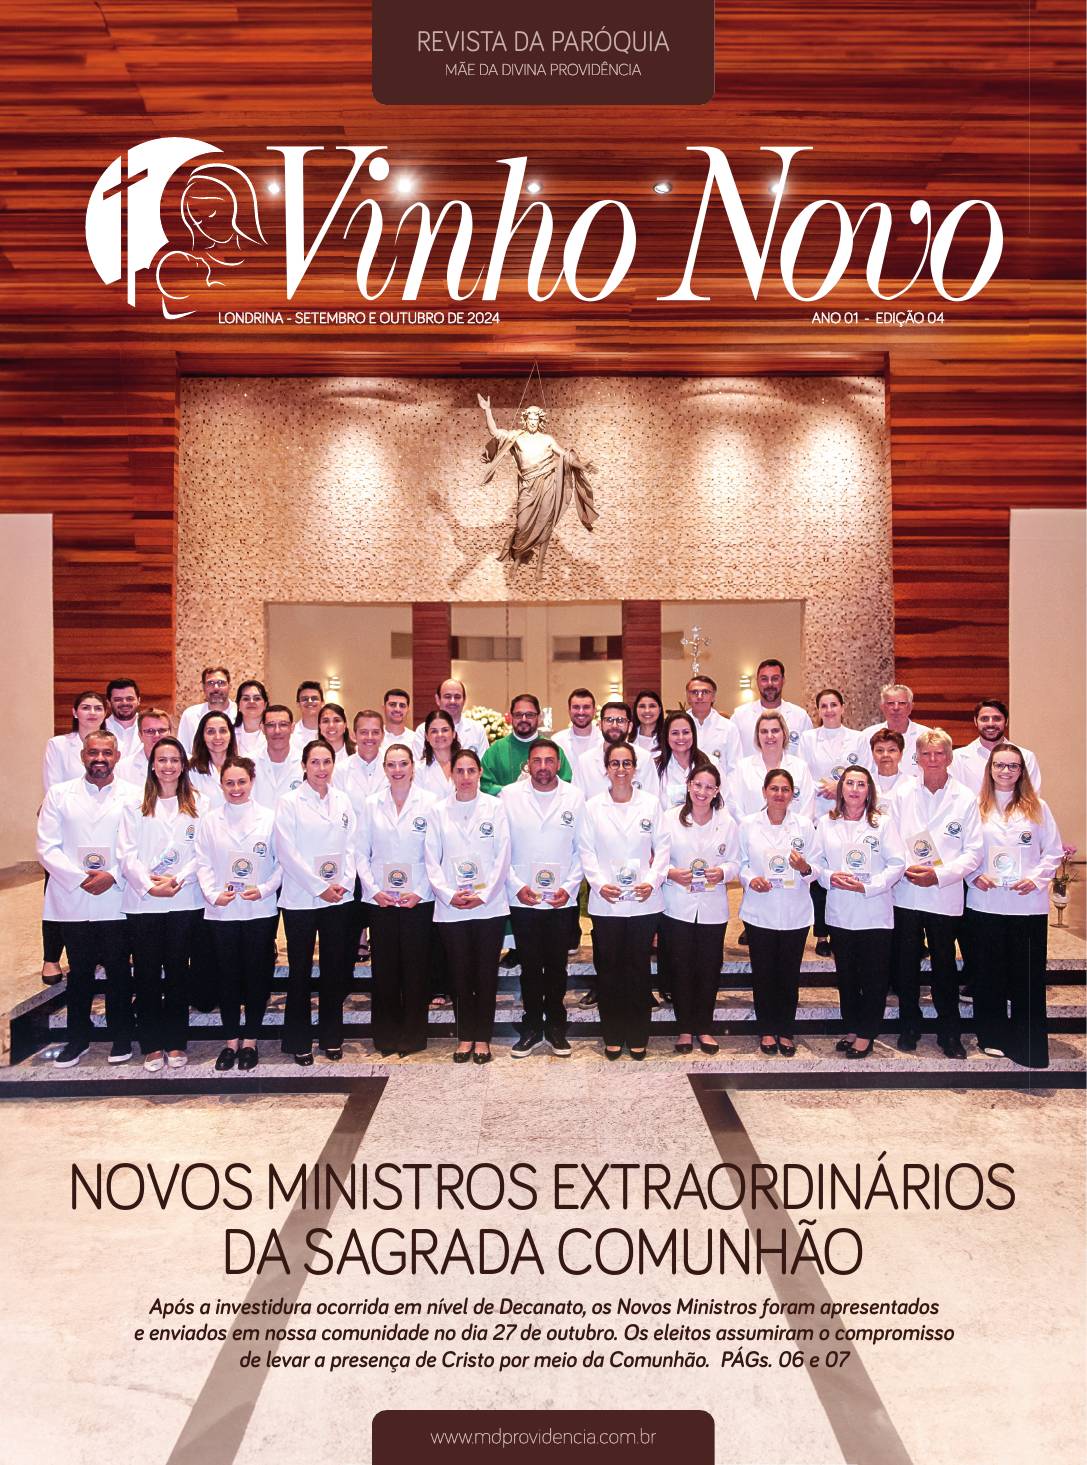 REVISTA DA PARÓQUIA
MÃE DA DIVINA PROVIDÊNCIA
Vinho Novo
LONDRINA - SETEMBRO E OUTUBRO DE 2024
ANO 01 - EDIÇÃO 04
NOVOS MINISTROS EXTRAORDINÁRIOS
DA SAGRADA COMUNHÃO
Após a investidura ocorrida em nível de Decanato, os Novos Ministros foram apresentados
e enviados em nossa comunidade no dia 27 de outubro. Os eleitos assumiram o compromisso
de levar a presença de Cristo por meio da Comunhão. PÁGs. 06 e 07
www.mdprovidencia.com.br